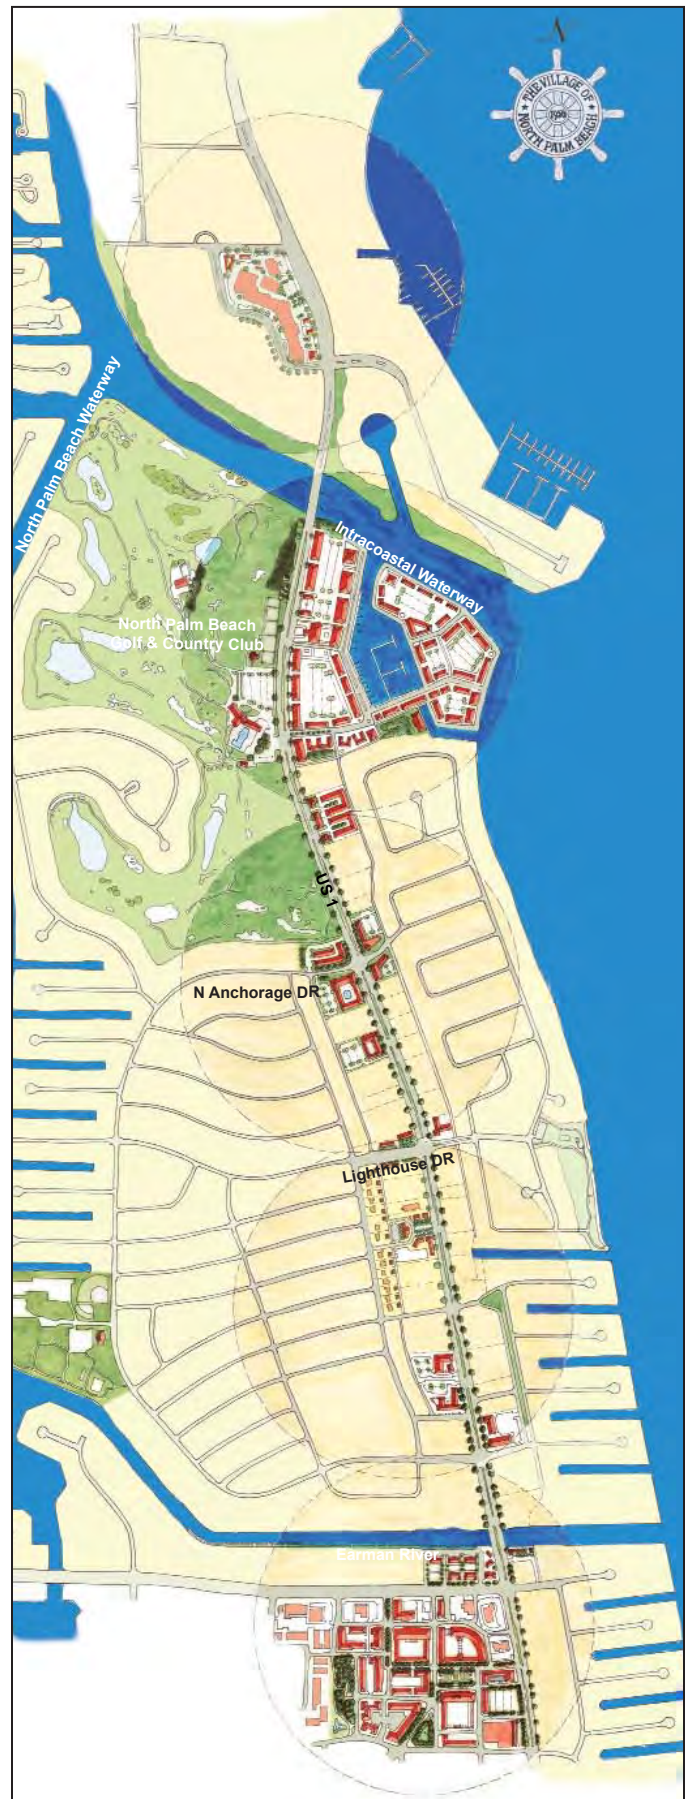 N
THE VILLAGE OF
NORTH PALM BEACH
North Palm Beach Waterway
Intracoastal Waterway
North Palm Beach
Golf & Country Club
US 1
N Anchorage DR
Lighthouse DR
Earman River